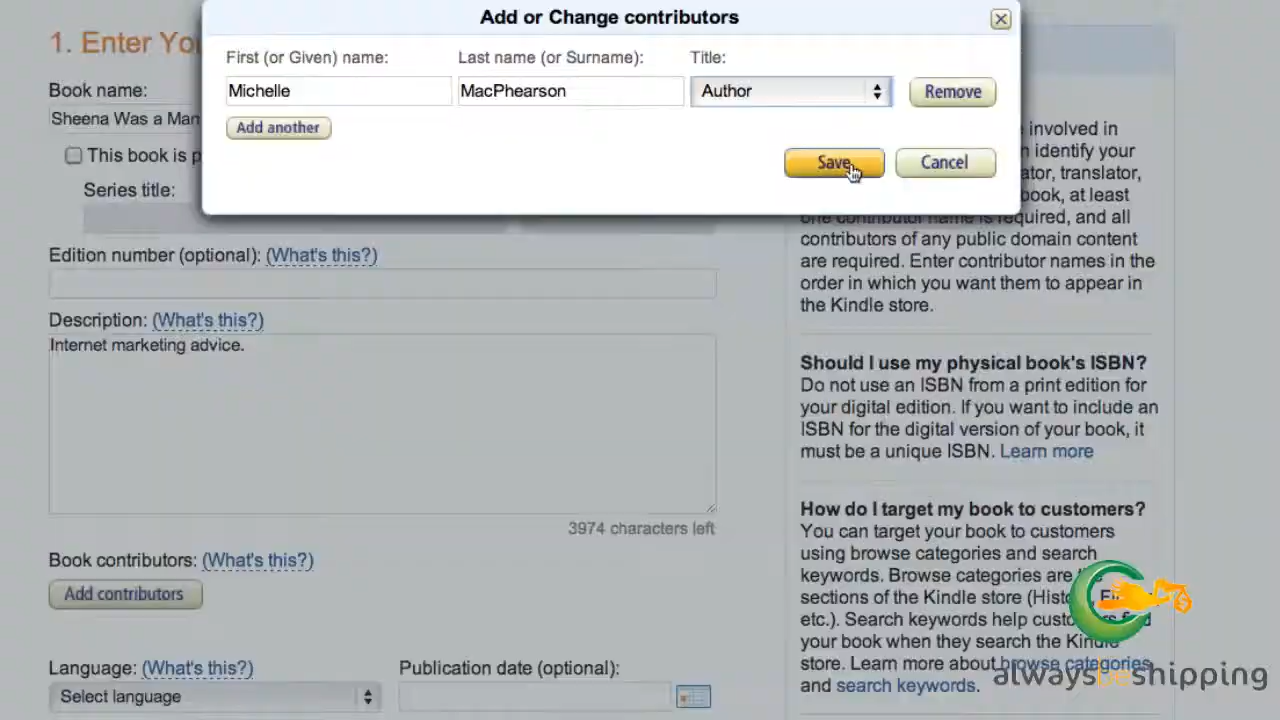 Add or Change contributors
1. Enter Yo
First (or Given) name:
Last name (or Surname):
Title:
Michelle
MacPhearson
Author
Remove
Add another
Save
Cancel
Book name:
Sheena Was a Man
This book is p
Series title:
Edition number (optional): (What's this?)
Description: (What's this?)
Internet marketing advice.
3974 characters left
Book contributors: (What's this?)
Add contributors
Language: (What's this?)
Select language
Publication date (optional):
involved in
identify your
ator, translator,
book, at least
one contributor name is required, and all
contributors of any public domain content
are required. Enter contributor names in the
order in which you want them to appear in
the Kindle store.
Should I use my physical book's ISBN?
Do not use an ISBN from a print edition for
your digital edition. If you want to include an
ISBN for the digital version of your book, it
must be a unique ISBN. Learn more
How do I target my book to customers?
You can target your book to customers
using browse categories and search
keywords. Browse categories are
sections of the Kindle store
etc.). Search keywords help
your book when they search the Kindle
store. Learn more about browse categories
and search keywords.
alwaysbeshipping